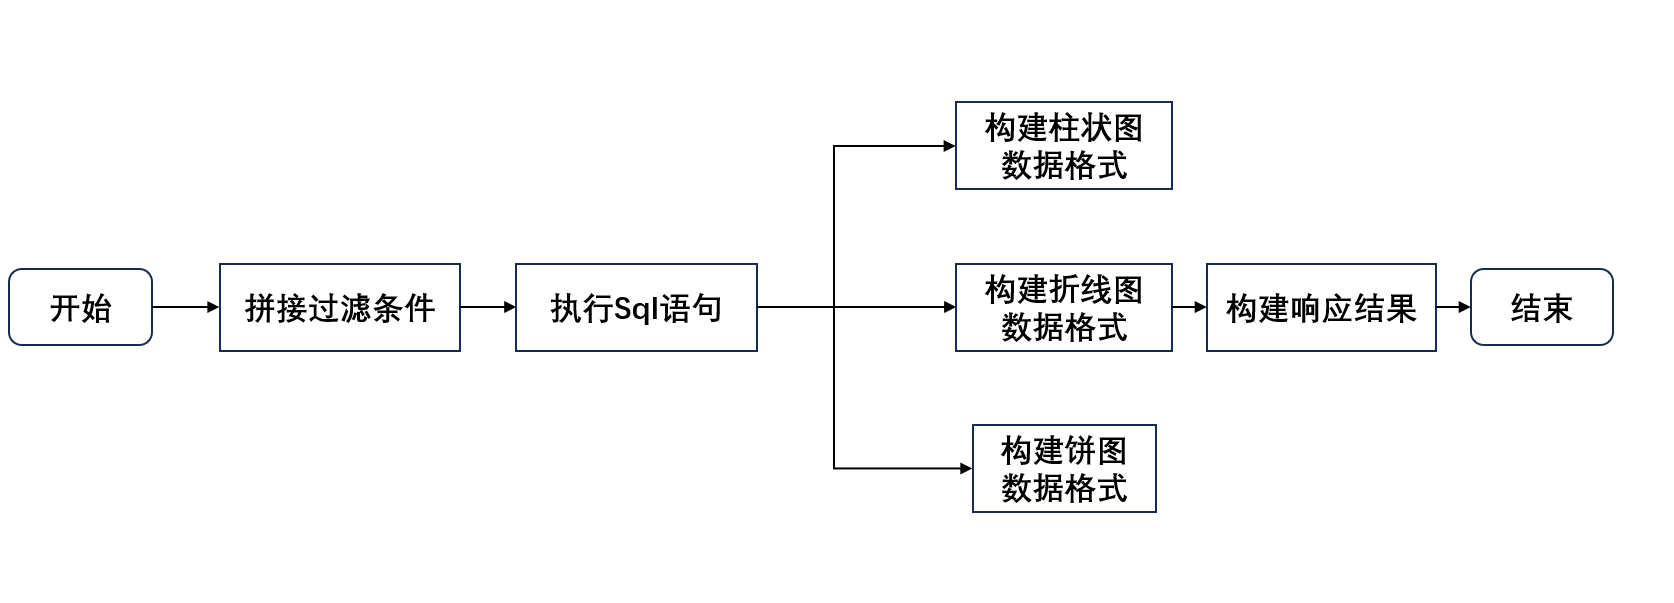 开始
拼接过滤条件
执行Sql语句
构建柱状图
数据格式
构建折线图
数据格式
构建饼图
数据格式
构建响应结果
结束